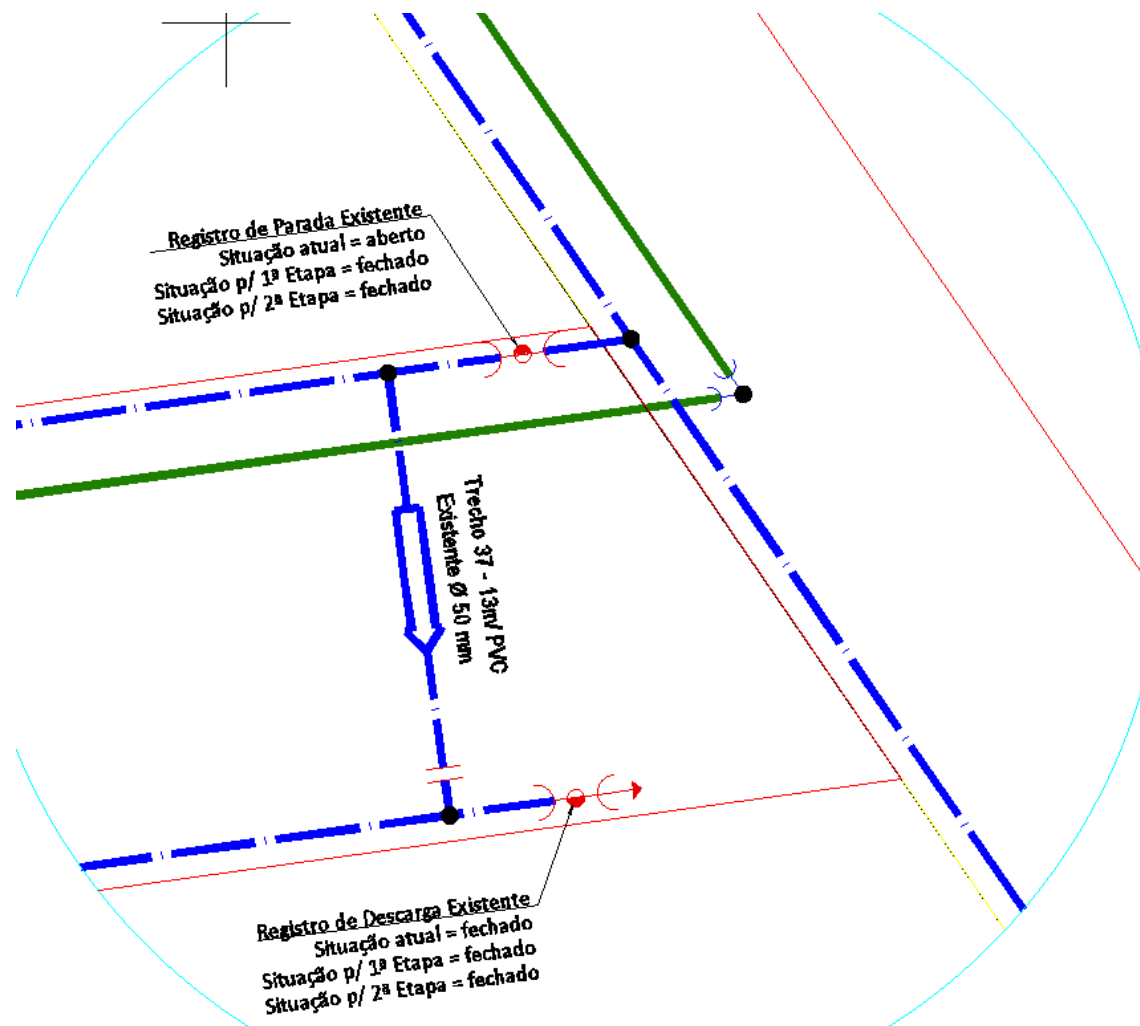 Registro de Parada Existente
Situação atual = aberto
Situação p/ 1ª Etapa = fechado
Situação p/ 2ª Etapa = fechado
Trecho 37 - 13m/ PVC
Existente Ø 50 mm
Registro de Descarga Existente
Situação atual = fechado
Situação p/ 1ª Etapa = fechado
Situação p/ 2ª Etapa = fechado